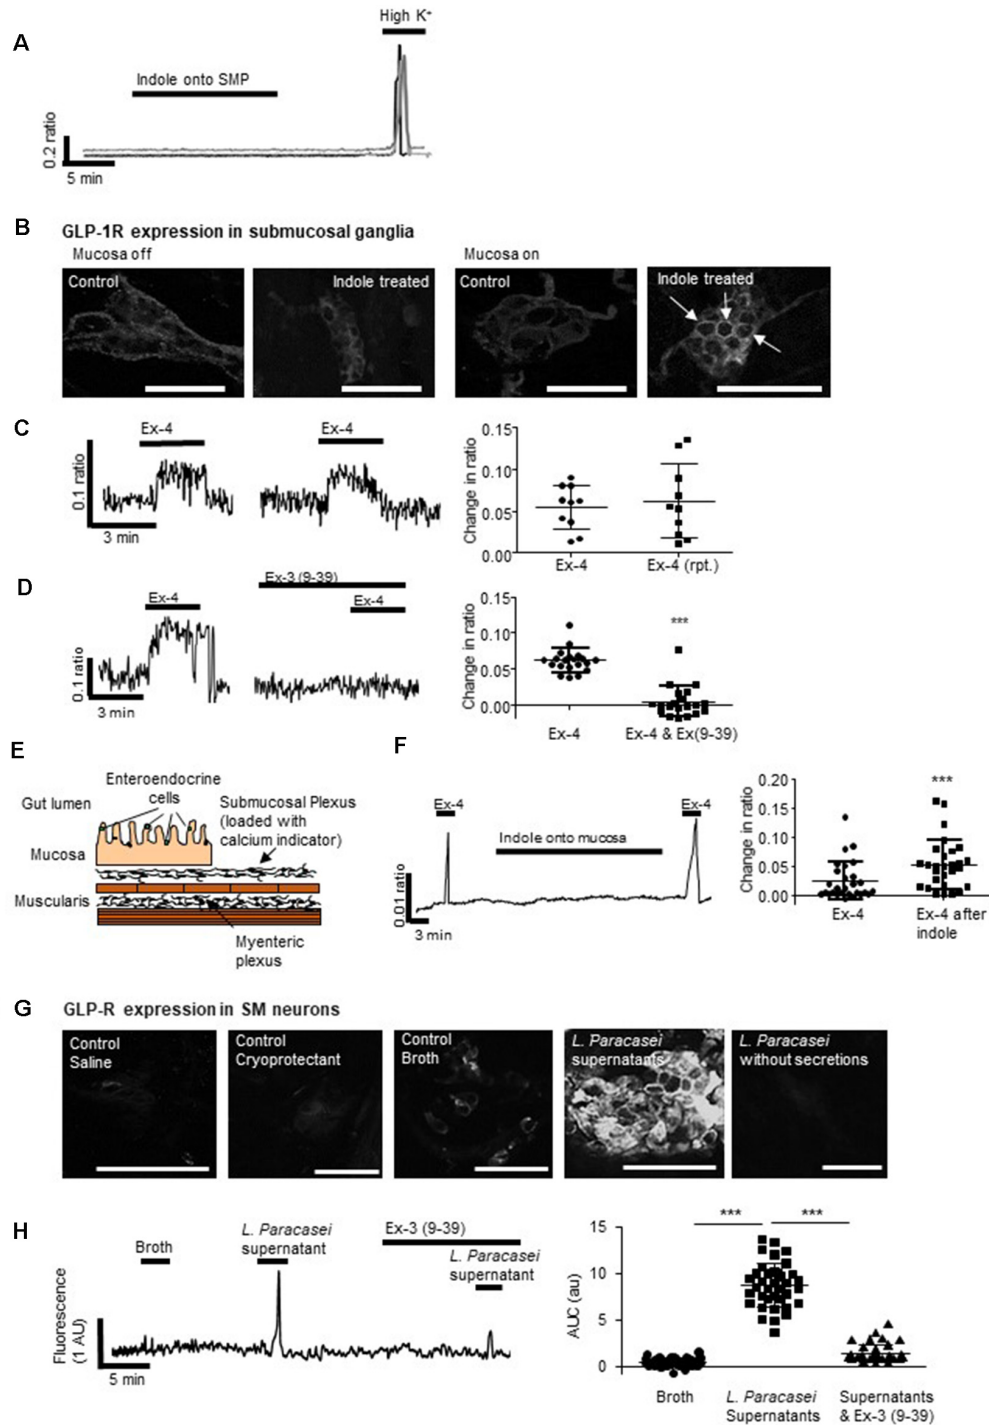 A
High K+
Indole onto SMP
0.2 ratio
5 min
B
GLP-1R expression in submucosal ganglia
Mucosa off
Mucosa on
Control
Indole treated
Control
Indole treated
C
Ex-4
Ex-4
0.1 ratio
3 min
Change in ratio
0.15
0.10
0.05
0.00
Ex-4
Ex-4 (rpt.)
D
Ex-4
Ex-3 (9-39)
Ex-4
0.1 ratio
3 min
Change in ratio
0.15
0.10
0.05
0.00
***
Ex-4
Ex-4 & Ex(9-39)
E
Enteroendocrine
cells
Gut lumen
Submucosal Plexus
(loaded with
calcium indicator)
Mucosa
Muscularis
Myenteric
plexus
F
Ex-4
Indole onto mucosa
Ex-4
0.01 ratio
3 min
Change in ratio
0.20
0.15
0.10
0.05
0.00
***
Ex-4
Ex-4 after
indole
G
GLP-R expression in SM neurons
Control
Saline
Control
Cryoprotectant
Control
Broth
L. Paracasei
supernatants
L. Paracasei
without secretions
H
Broth
L. Paracasei
supernatant
Ex-3 (9-39)
L. Paracasei
supernatant
Fluorescence
(1 AU)
5 min
AUC (au)
15
10
5
0
***
***
Broth
L. Paracasei
Supernatants
Supernatants
& Ex-3 (9-39)